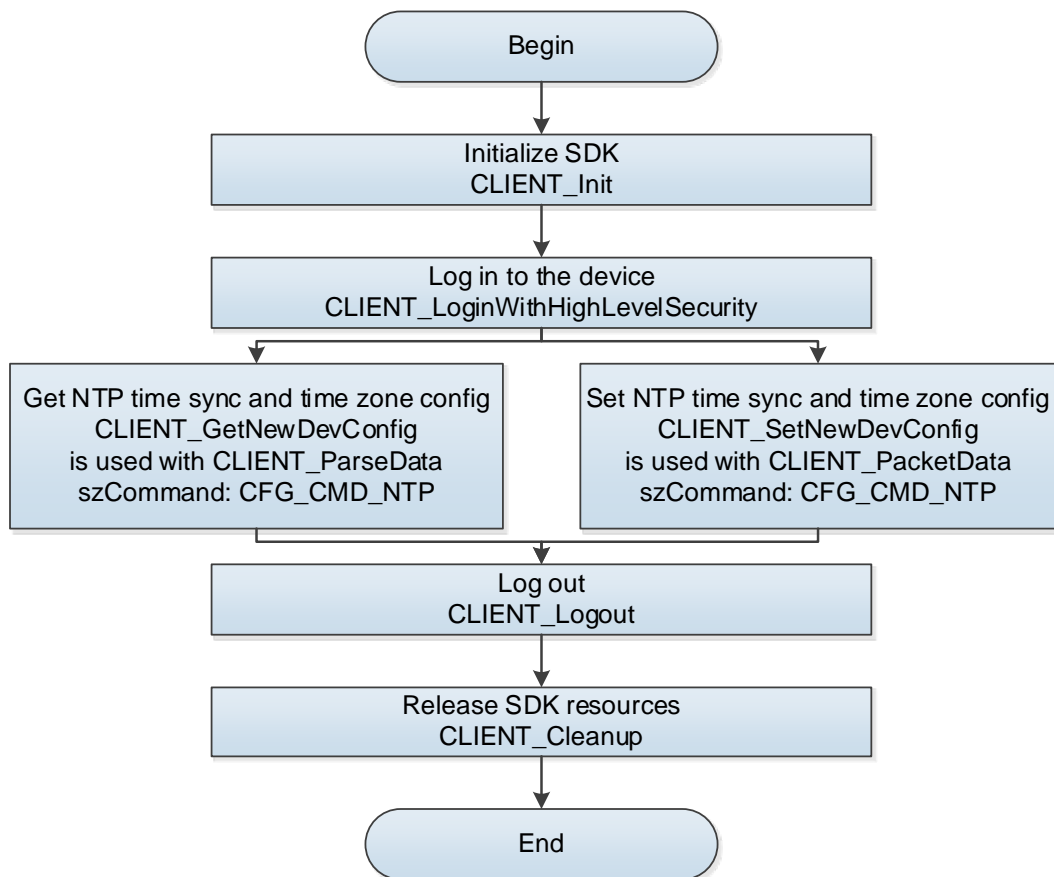 Begin
Initialize SDK
CLIENT_Init
Log in to the device
CLIENT_LoginWithHighLevelSecurity
Get NTP time sync and time zone config
CLIENT_GetNewDevConfig
is used with CLIENT_ParseData
szCommand: CFG_CMD_NTP
Set NTP time sync and time zone config
CLIENT_SetNewDevConfig
is used with CLIENT_PacketData
szCommand: CFG_CMD_NTP
Log out
CLIENT_Logout
Release SDK resources
CLIENT_Cleanup
End